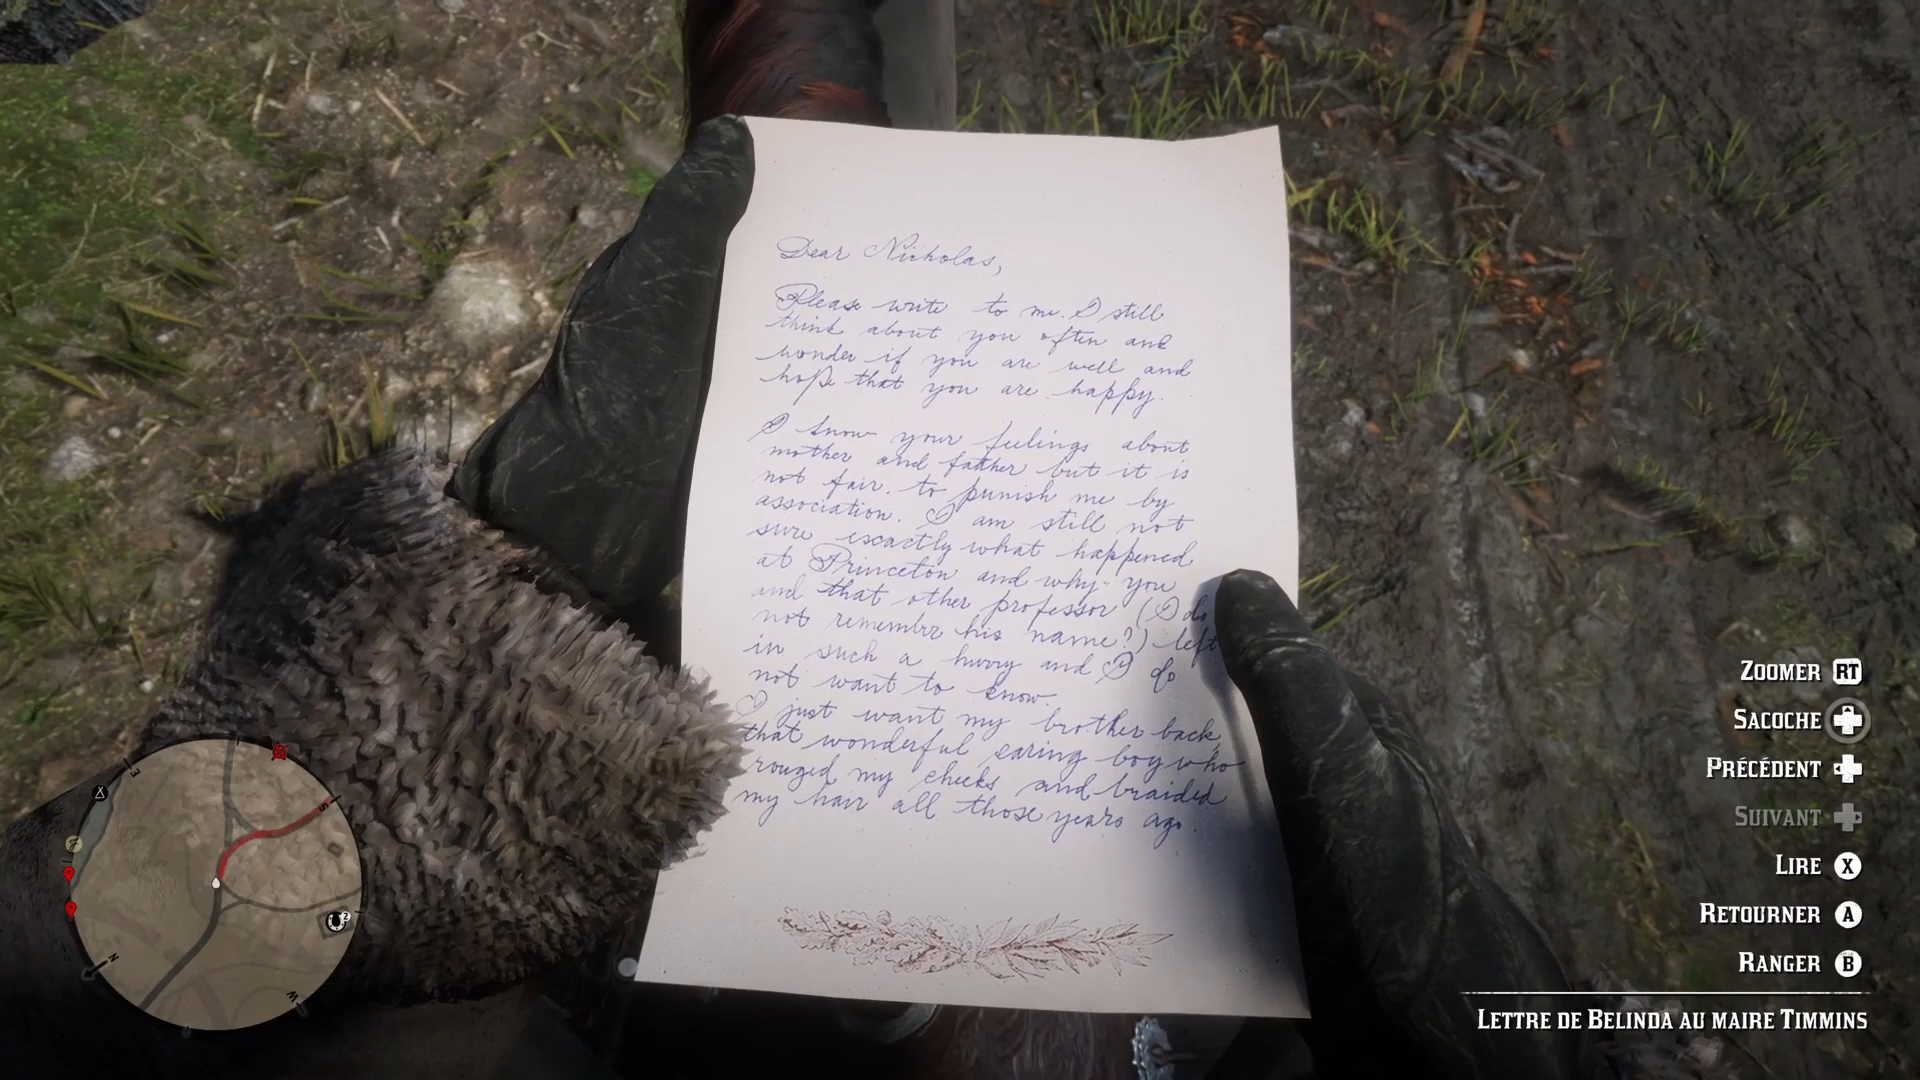 Dear Nicholas,
Please write to me. I still
think about you often and
wonder if you are well and
hope that you are happy.
I know your feelings about
mother and father but it is
not fair to punish me by
association. I am still not
sure exactly what happened
at Princeton and why you
and that other professor (I do
not remember his name?) left
in such a hurry and I do
not want to know.
I just want my brother back,
that wonderful caring boy who
rouged my cheeks and braided
my hair all those years ago.
ZOOMER RT
SACOCHE
PRÉCÉDENT
SUIVANT
LIRE X
RETOURNER A
RANGER B
LETTRE DE BELINDA AU MAIRE TIMMINS
E
S
2
N
W